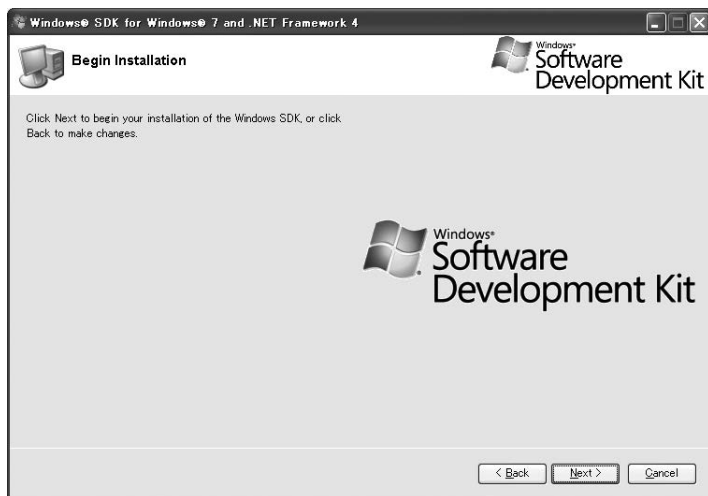 Windows® SDK for Windows® 7 and .NET Framework 4
Begin Installation
Windows®
Software
Development Kit
Click Next to begin your installation of the Windows SDK, or click
Back to make changes.
Windows®
Software
Development Kit
< Back
Next >
Cancel